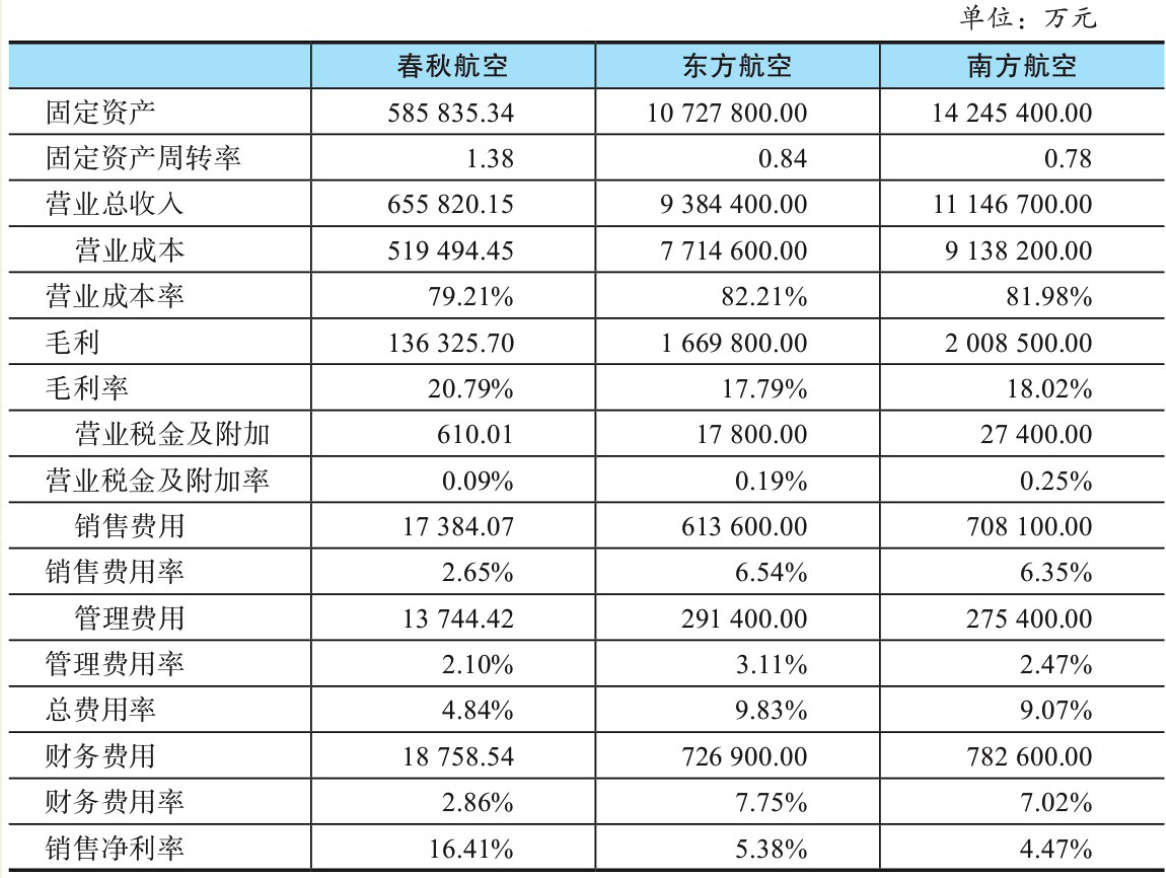 单位：万元
春秋航空 东方航空 南方航空
固定资产 585 835.34 10 727 800.00 14 245 400.00
固定资产周转率 1.38 0.84 0.78
营业总收入 655 820.15 9 384 400.00 11 146 700.00
营业成本 519 494.45 7 714 600.00 9 138 200.00
营业成本率 79.21% 82.21% 81.98%
毛利 136 325.70 1 669 800.00 2 008 500.00
毛利率 20.79% 17.79% 18.02%
营业税金及附加 610.01 17 800.00 27 400.00
营业税金及附加率 0.09% 0.19% 0.25%
销售费用 17 384.07 613 600.00 708 100.00
销售费用率 2.65% 6.54% 6.35%
管理费用 13 744.42 291 400.00 275 400.00
管理费用率 2.10% 3.11% 2.47%
总费用率 4.84% 9.83% 9.07%
财务费用 18 758.54 726 900.00 782 600.00
财务费用率 2.86% 7.75% 7.02%
销售净利率 16.41% 5.38% 4.47%